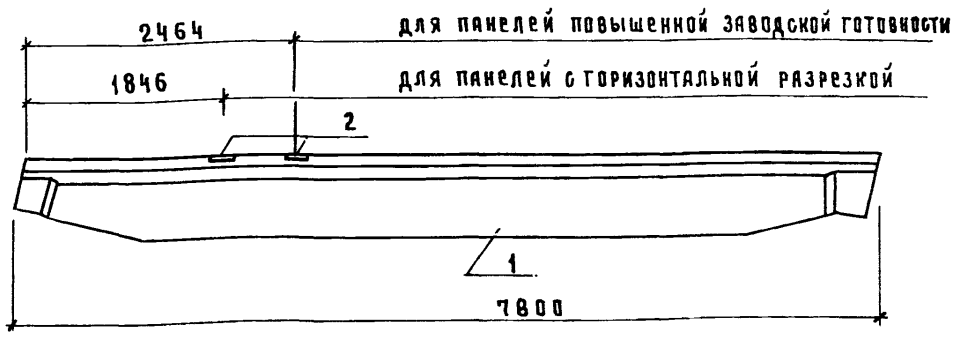 2464 ДЛЯ ПАНЕЛЕЙ ПОВЫШЕННОЙ ЗАВОДСКОЙ ГОТОВНОСТИ
1846 ДЛЯ ПАНЕЛЕЙ С ГОРИЗОНТАЛЬНОЙ РАЗРЕЗКОЙ
2
1
7800